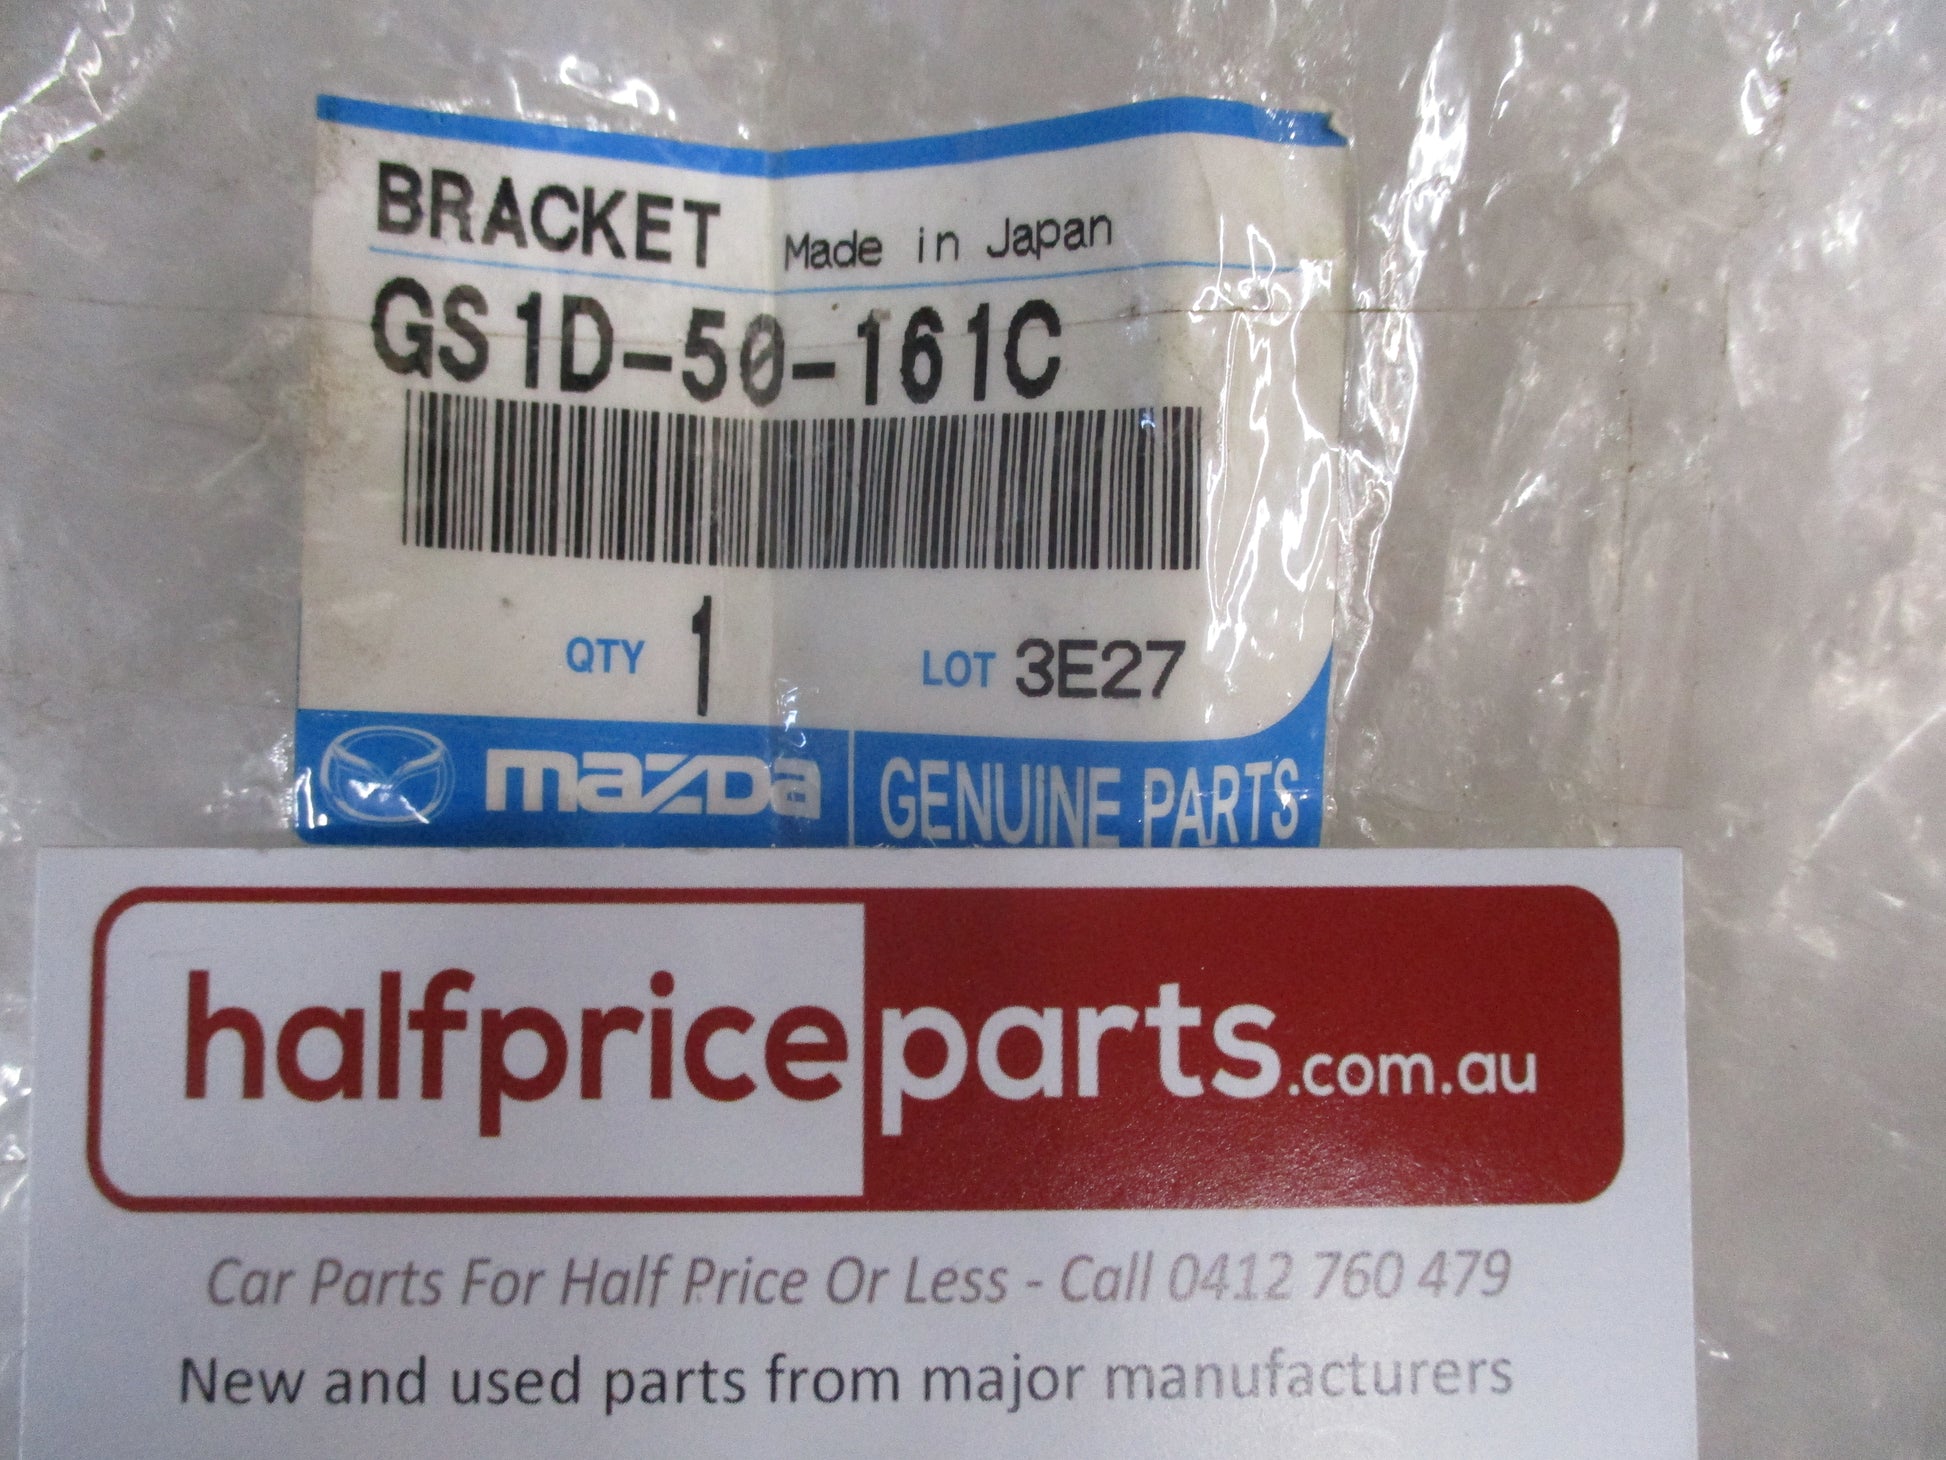 BRACKET Made in Japan
GS1D-50-161C
QTY 1 LOT 3E27
mazda GENUINE PARTS
halfpriceparts.com.au
Car Parts For Half Price Or Less - Call 0412 760 479
New and used parts from major manufacturers